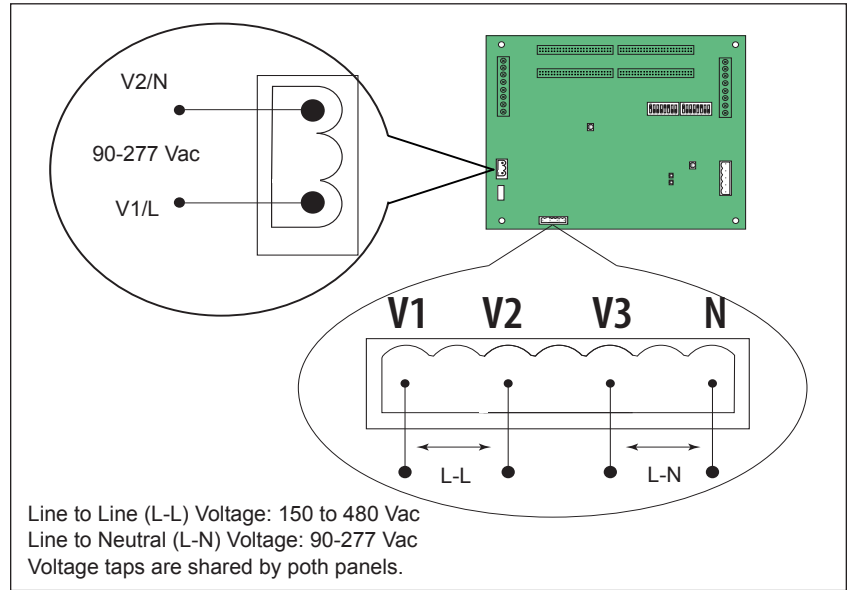 V2/N
90-277 Vac
V1/L
V1 V2 V3 N
L-L L-N
Line to Line (L-L) Voltage: 150 to 480 Vac
Line to Neutral (L-N) Voltage: 90-277 Vac
Voltage taps are shared by poth panels.